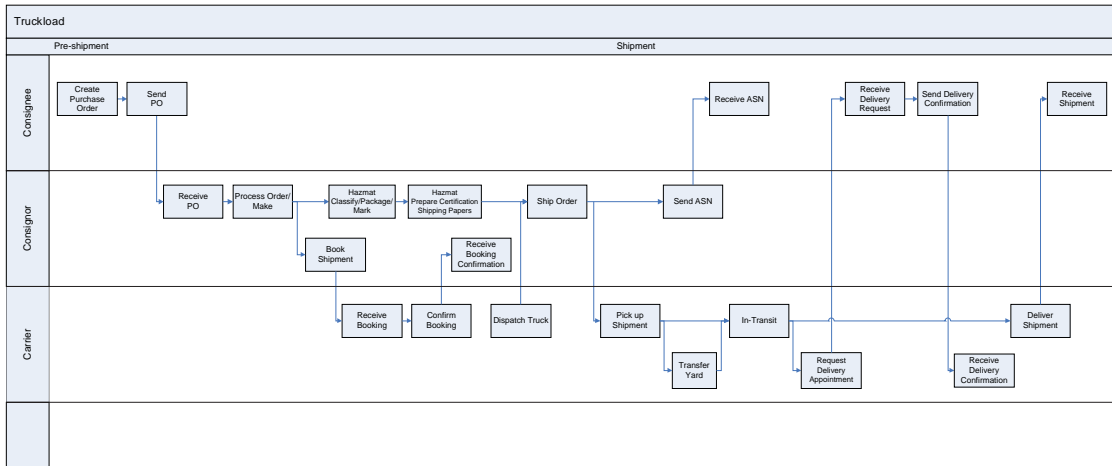 Truckload
Pre-shipment
Shipment
Consignee
Create
Purchase
Order
Send
PO
Receive ASN
Receive
Delivery
Request
Send Delivery
Confirmation
Receive
Shipment
Consignor
Receive
PO
Process Order/
Make
Hazmat
Classify/Package/
Mark
Hazmat
Prepare Certification
Shipping Papers
Ship Order
Send ASN
Book
Shipment
Receive
Booking
Confirmation
Carrier
Receive
Booking
Confirm
Booking
Dispatch Truck
Pick up
Shipment
In-Transit
Deliver
Shipment
Transfer
Yard
Request
Delivery
Appointment
Receive
Delivery
Confirmation